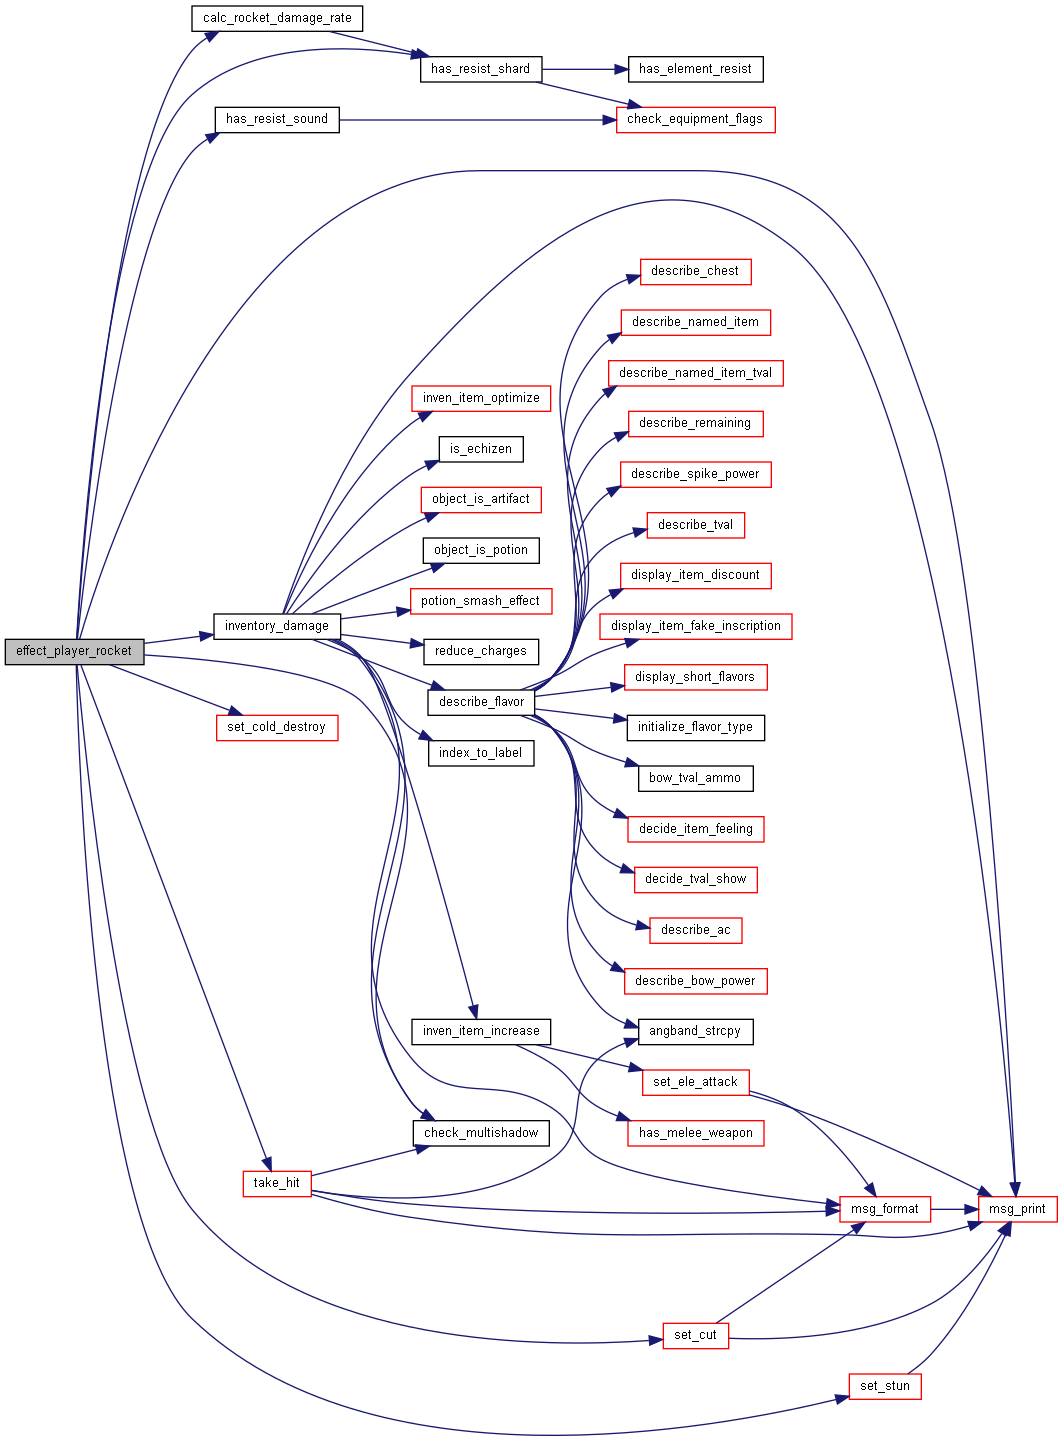 calc_rocket_damage_rate
has_resist_shard
has_element_resist
has_resist_sound
check_equipment_flags
describe_chest
describe_named_item
describe_named_item_tval
inven_item_optimize
describe_remaining
is_echizen
describe_spike_power
object_is_artifact
describe_tval
object_is_potion
display_item_discount
potion_smash_effect
display_item_fake_inscription
inventory_damage
effect_player_rocket
reduce_charges
display_short_flavors
describe_flavor
set_cold_destroy
initialize_flavor_type
index_to_label
bow_tval_ammo
decide_item_feeling
decide_tval_show
describe_ac
describe_bow_power
inven_item_increase
angband_strcpy
set_ele_attack
check_multishadow
has_melee_weapon
take_hit
msg_format
msg_print
set_cut
set_stun